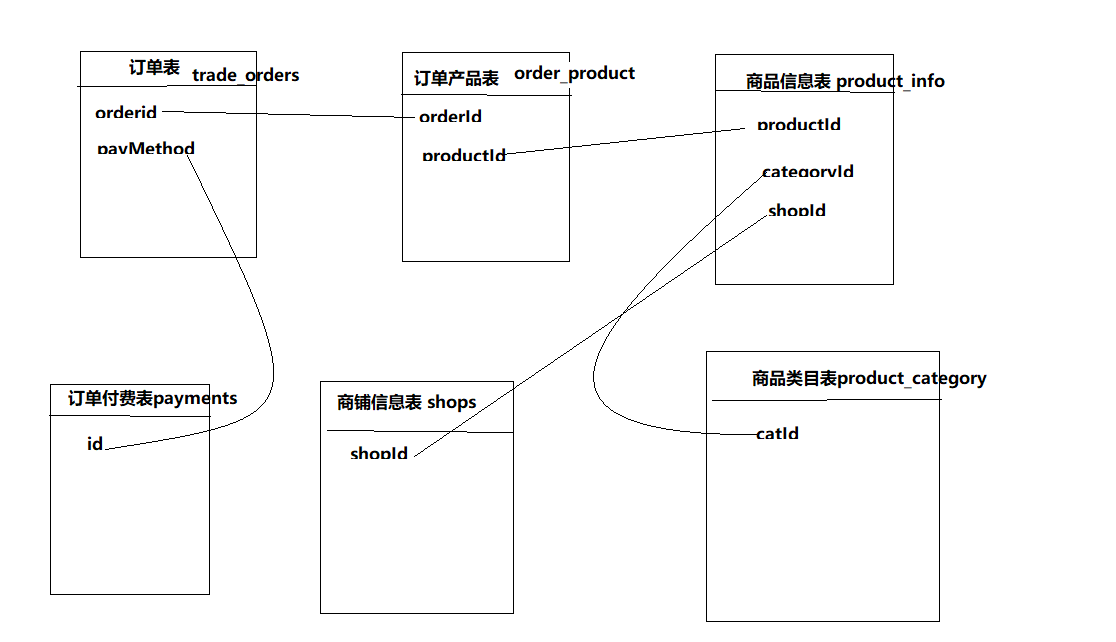 订单表 trade_orders
orderid
payMethod
订单产品表 order_product
orderId
productId
商品信息表 product_info
productId
categoryId
shopId
订单付费表payments
id
商铺信息表 shops
shopId
商品类目表product_category
catId